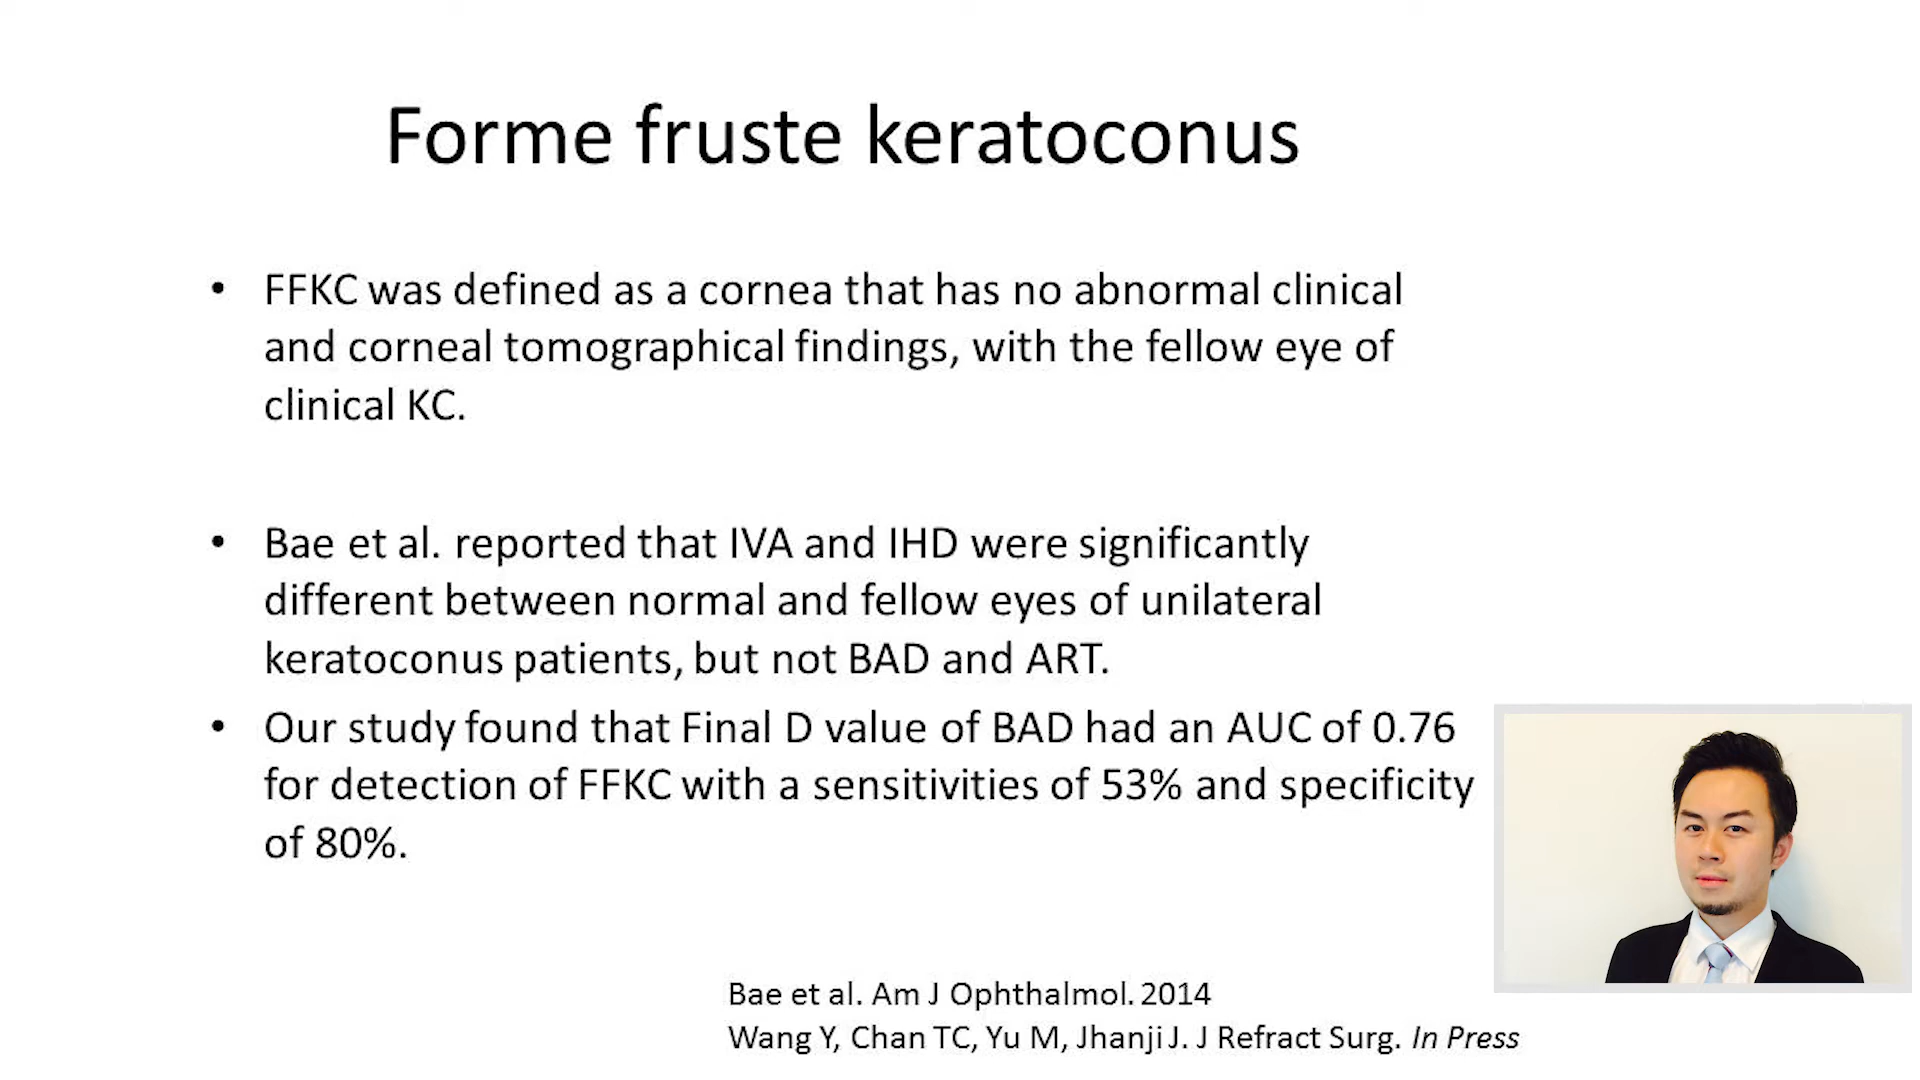 Forme fruste keratoconus
• FFKC was defined as a cornea that has no abnormal clinical
and corneal tomographical findings, with the fellow eye of
clinical KC.
• Bae et al. reported that IVA and IHD were significantly
different between normal and fellow eyes of unilateral
keratoconus patients, but not BAD and ART.
• Our study found that Final D value of BAD had an AUC of 0.76
for detection of FFKC with a sensitivities of 53% and specificity
of 80%.
Bae et al. Am J Ophthalmol. 2014
Wang Y, Chan TC, Yu M, Jhanji J. J Refract Surg. In Press